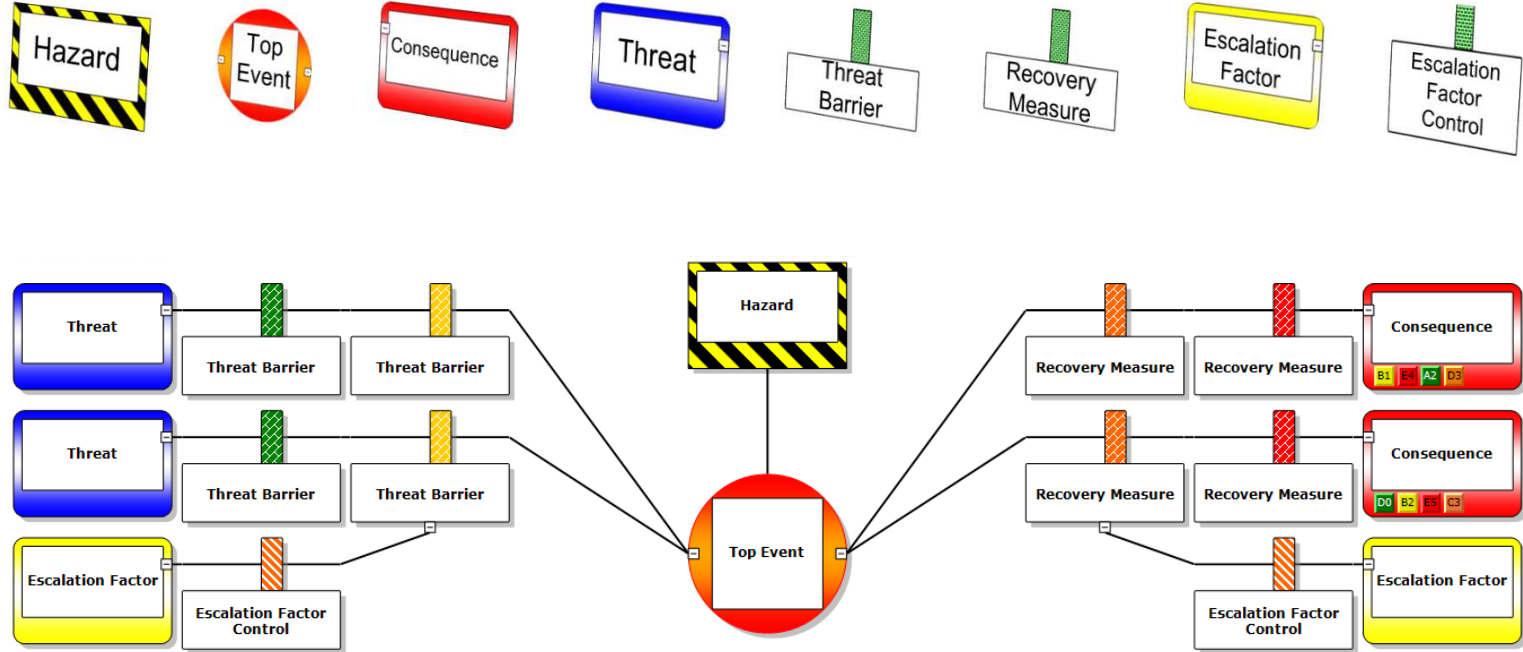 Hazard
Top
Event
Consequence
Threat
Threat
Barrier
Recovery
Measure
Escalation
Factor
Escalation
Factor
Control
Hazard
Threat
Threat Barrier
Threat Barrier
Recovery Measure
Recovery Measure
Consequence
B1 E4 A2 D3
Threat
Threat Barrier
Threat Barrier
Recovery Measure
Recovery Measure
Consequence
D0 B2 E5 C3
Top Event
Escalation Factor
Escalation Factor
Control
Escalation Factor
Control
Escalation Factor